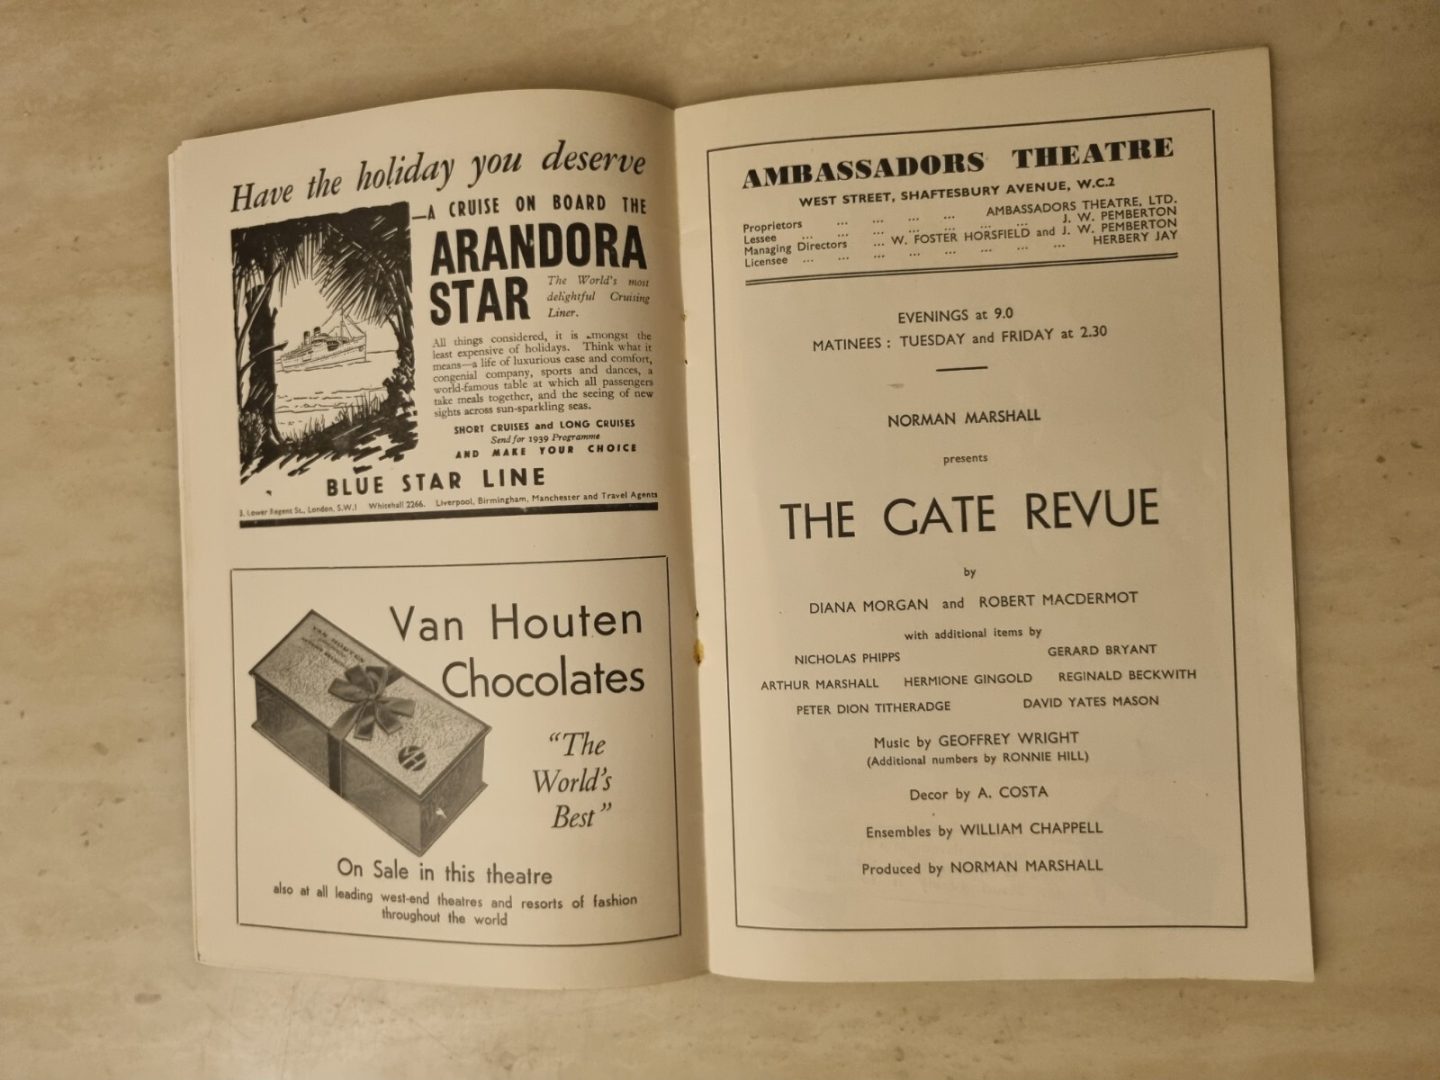 Have the holiday you deserve
—A CRUISE ON BOARD THE
ARANDORA
STAR
The World's most
delightful Cruising
Liner.
All things considered, it is amongst the
least expensive of holidays. Think what it
means—a life of luxurious ease and comfort,
congenial company, sports and dances, a
world-famous table at which all passengers
take meals together, and the seeing of new
sights across sun-sparkling seas.
SHORT CRUISES and LONG CRUISES
Send for 1939 Programme
AND MAKE YOUR CHOICE
BLUE STAR LINE
3, Lower Regent St., London, S.W.1 Whitehall 2266. Liverpool, Birmingham, Manchester and Travel Agents
VAN HOUTEN
Van Houten
Chocolates
"The
World's
Best"
On Sale in this theatre
also at all leading west-end theatres and resorts of fashion
throughout the world
AMBASSADORS THEATRE
WEST STREET, SHAFTESBURY AVENUE, W.C.2
Proprietors ... ... ... ... AMBASSADORS THEATRE, LTD.
Lessee ... ... ... ... ... ... ... J. W. PEMBERTON
Managing Directors ... W. FOSTER HORSFIELD and J. W. PEMBERTON
Licensee ... ... ... ... ... ... ... ... HERBERY JAY
EVENINGS at 9.0
MATINEES : TUESDAY and FRIDAY at 2.30
NORMAN MARSHALL
presents
THE GATE REVUE
by
DIANA MORGAN and ROBERT MACDERMOT
with additional items by
NICHOLAS PHIPPS GERARD BRYANT
ARTHUR MARSHALL HERMIONE GINGOLD REGINALD BECKWITH
PETER DION TITHERADGE DAVID YATES MASON
Music by GEOFFREY WRIGHT
(Additional numbers by RONNIE HILL)
Decor by A. COSTA
Ensembles by WILLIAM CHAPPELL
Produced by NORMAN MARSHALL